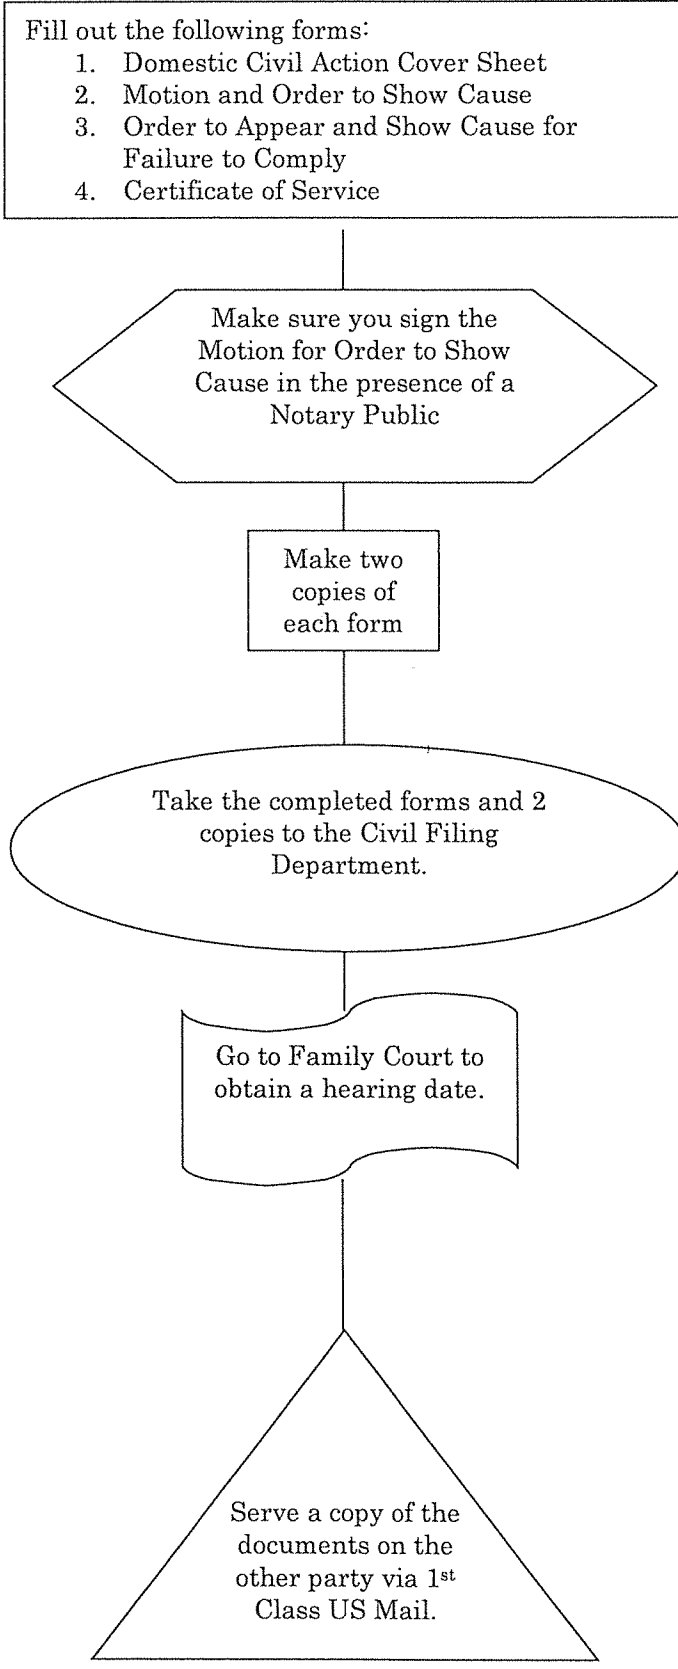 Fill out the following forms:
1. Domestic Civil Action Cover Sheet
2. Motion and Order to Show Cause
3. Order to Appear and Show Cause for
Failure to Comply
4. Certificate of Service
Make sure you sign the
Motion for Order to Show
Cause in the presence of a
Notary Public
Make two
copies of
each form
Take the completed forms and 2
copies to the Civil Filing
Department.
Go to Family Court to
obtain a hearing date.
Serve a copy of the
documents on the
other party via 1st
Class US Mail.